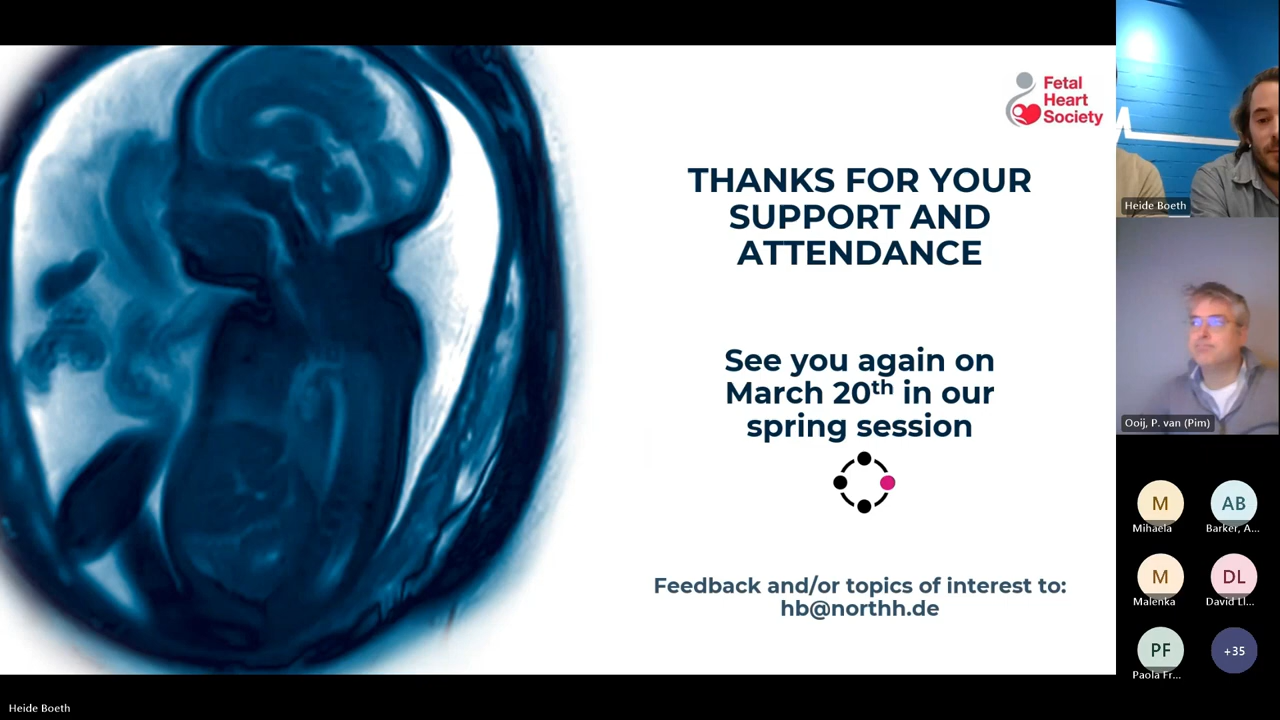 Fetal
Heart
Society
THANKS FOR YOUR
SUPPORT AND
ATTENDANCE
See you again on
March 20th in our
spring session
Feedback and/or topics of interest to:
hb@northh.de
Heide Boeth
Ooij, P. van (Pim)
M
Mihaela
AB
Barker, A...
M
Malenka
DL
David Ll...
PF
Paola Fr...
+35
Heide Boeth